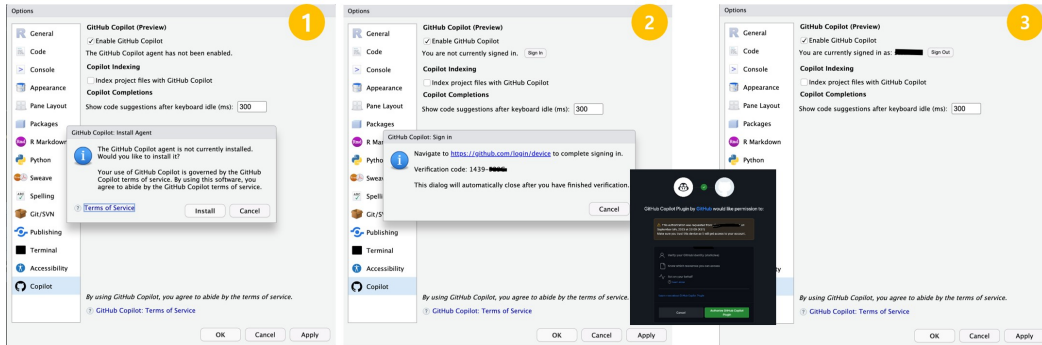 Options
1
General
Code
Console
Appearance
Pane Layout
Packages
R Markdown
Python
Sweave
Spelling
Git/SVN
Publishing
Terminal
Accessibility
Copilot
GitHub Copilot (Preview)
Enable GitHub Copilot
The GitHub Copilot agent has not been enabled.
Copilot Indexing
Index project files with GitHub Copilot
Copilot Completions
Show code suggestions after keyboard idle (ms): 300
GitHub Copilot: Install Agent
The GitHub Copilot agent is not currently installed.
Would you like to install it?
Your use of GitHub Copilot is governed by the GitHub
Copilot terms of service. By using this software, you
agree to abide by the GitHub Copilot terms of service.
Terms of Service
Install Cancel
By using GitHub Copilot, you agree to abide by the terms of service.
GitHub Copilot: Terms of Service
OK Cancel Apply
Options
2
General
Code
Console
Appearance
Pane Layout
Packages
R Mar
Pytho
Sweav
Spelli
Git/S
Publishing
Terminal
Accessibility
Copilot
GitHub Copilot (Preview)
Enable GitHub Copilot
You are not currently signed in. Sign In
Copilot Indexing
Index project files with GitHub Copilot
Copilot Completions
Show code suggestions after keyboard idle (ms): 300
GitHub Copilot: Sign in
Navigate to https://github.com/login/device to complete signing in.
Verification code: 1439-
This dialog will automatically close after you have finished verification.
Cancel
By using GitHub Copilot, you agree to abide by the terms of service.
GitHub Copilot: Terms of Service
OK Cancel Apply
GitHub Copilot Plugin by GitHub would like permission to:
Cancel
Authorize GitHub Copilot
Plugin
Options
3
General
Code
Console
Appearance
Pane Layout
Packages
R Markdown
Python
Copilot
GitHub Copilot (Preview)
Enable GitHub Copilot
You are currently signed in as: Sign Out
Copilot Indexing
Index project files with GitHub Copilot
Copilot Completions
Show code suggestions after keyboard idle (ms): 300
By using GitHub Copilot, you agree to abide by the terms of service.
GitHub Copilot: Terms of Service
OK Cancel Apply